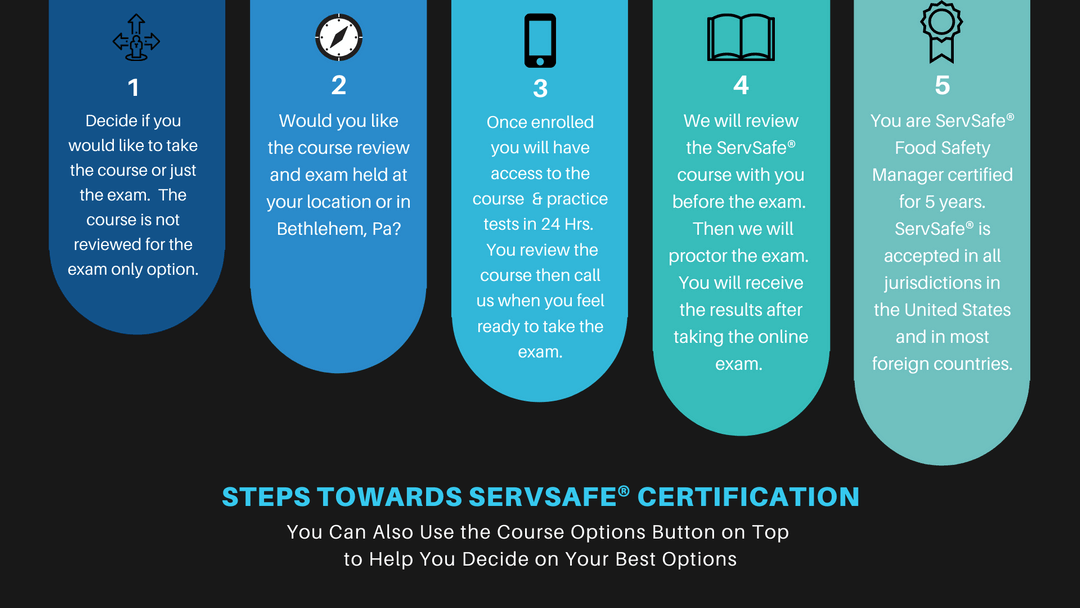 1
Decide if you
would like to take
the course or just
the exam.  The
course is not
reviewed for the
exam only option.
2
Would you like
the course review
and exam held at
your location or in
Bethlehem, Pa?
3
Once enrolled
you will have
access to the
course  & practice
tests in 24 Hrs.
You review the
course then call
us when you feel
ready to take the
exam.
4
We will review
the ServSafe®
course with you
before the exam.
Then we will
proctor the exam.
You will receive
the results after
taking the online
exam.
5
You are ServSafe®
Food Safety
Manager certified
for 5 years.
ServSafe® is
accepted in all
jurisdictions in
the United States
and in most
foreign countries.
STEPS TOWARDS SERVSAFE® CERTIFICATION
You Can Also Use the Course Options Button on Top
to Help You Decide on Your Best Options